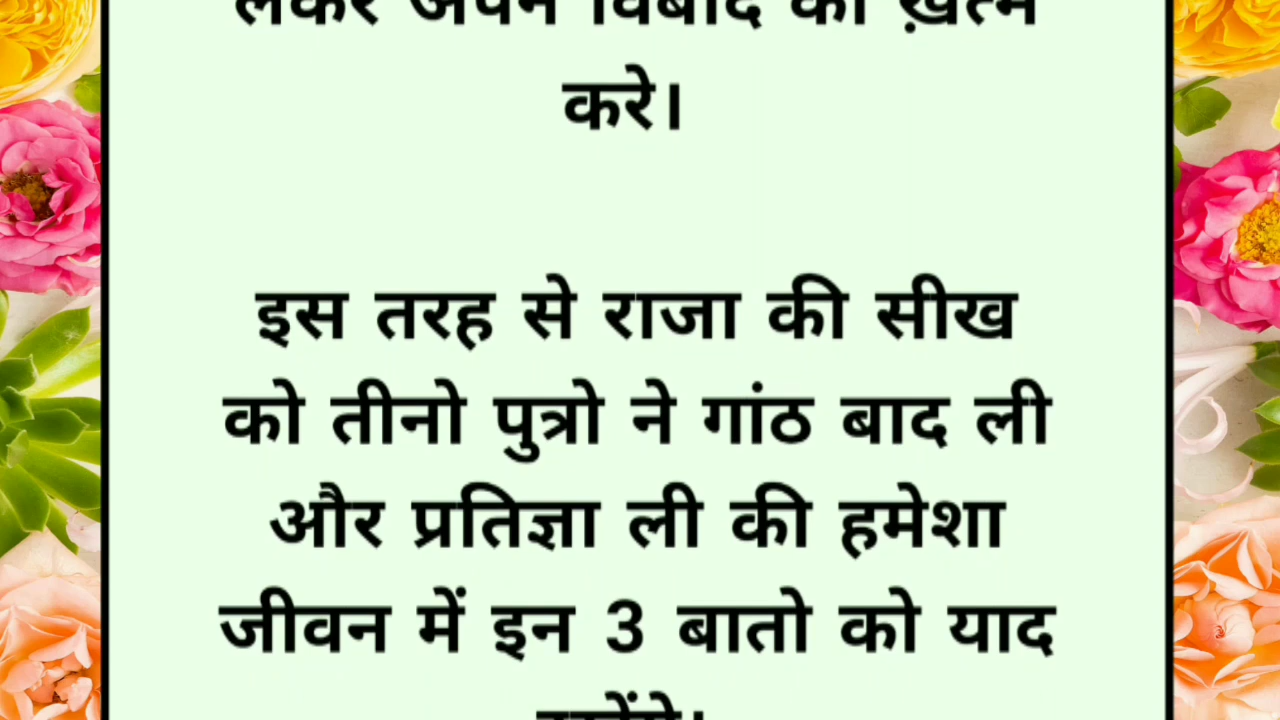 लेकर अपने विवाद को ख़त्म
करे।
इस तरह से राजा की सीख
को तीनो पुत्रो ने गांठ बाद ली
और प्रतिज्ञा ली की हमेशा
जीवन में इन 3 बातो को याद